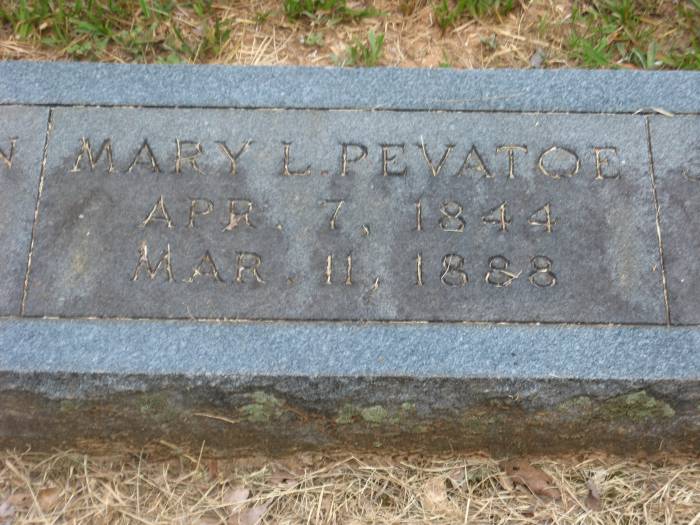 MARY L. PEVATOE
APR. 7, 1844
MAR. 11, 1888